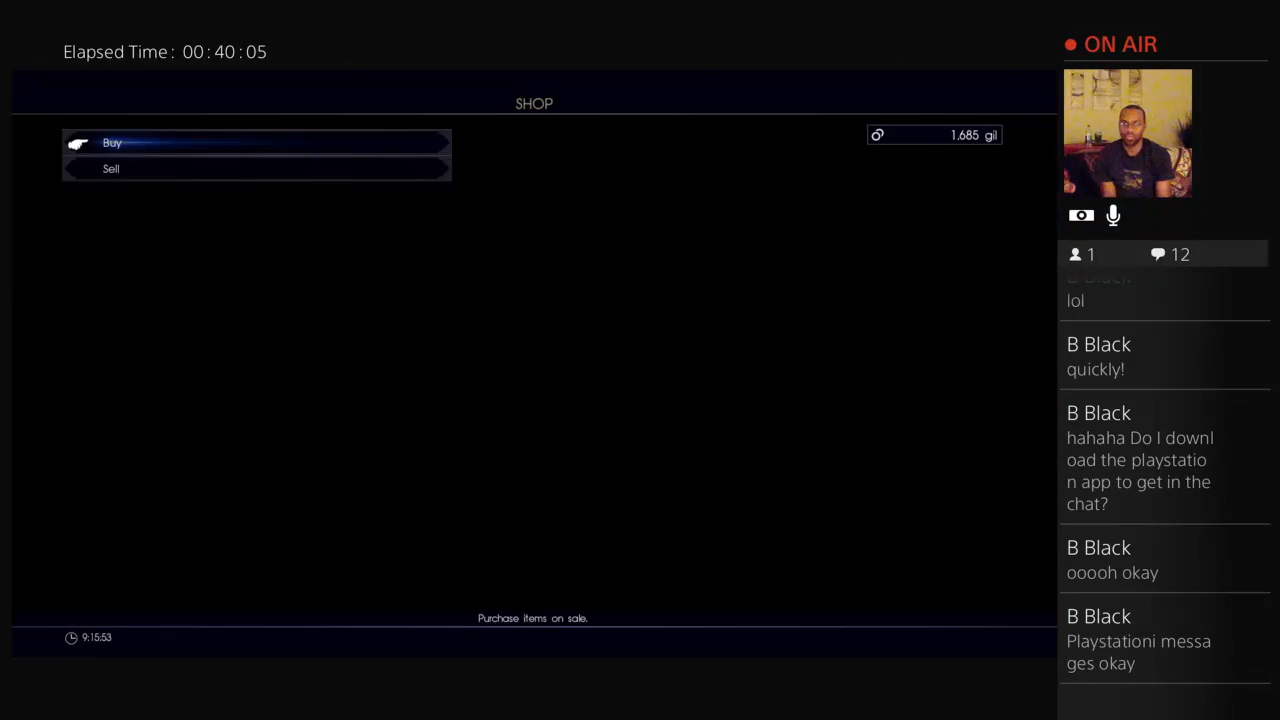 Elapsed Time: 00:40:05
ON AIR
SHOP
Buy
1,685 gil
Sell
1
12
B Black
lol
B Black
quickly!
B Black
hahaha Do I downl
oad the playstatio
n app to get in the
chat?
B Black
ooooh okay
B Black
Playstationi messa
ges okay
Purchase items on sale.
9:15:53